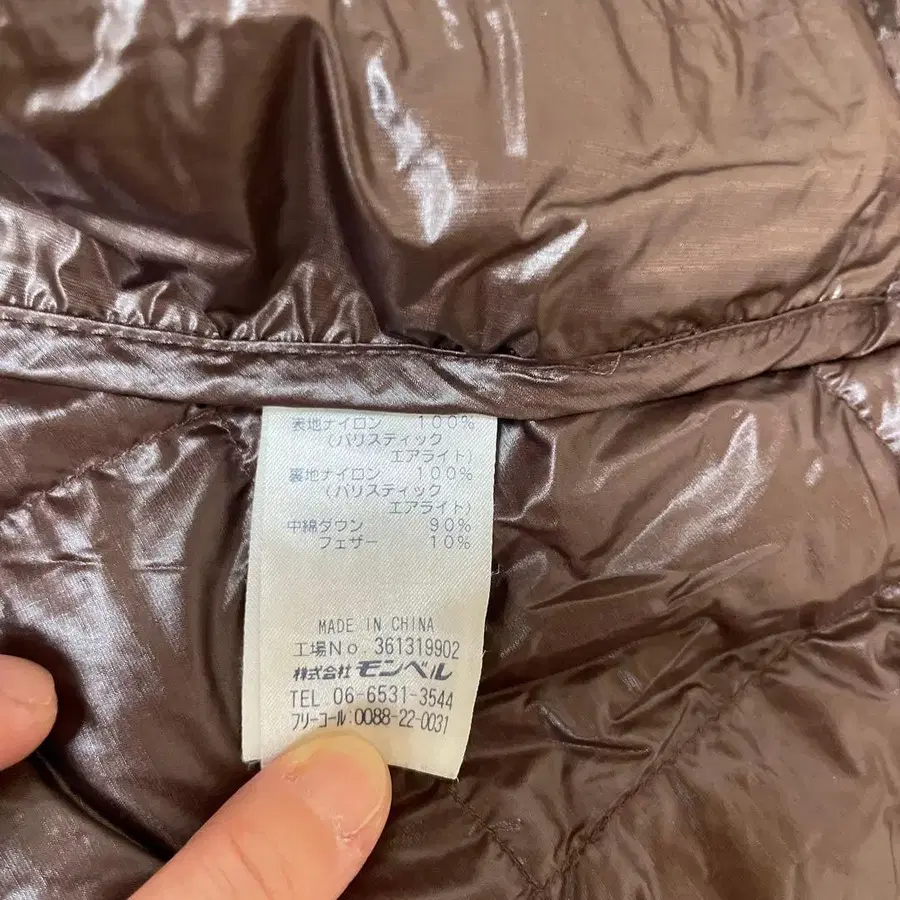 表地ナイロン 100%
(バリスティック
エアライト)
裏地ナイロン 100%
(バリスティック
エアライト)
中綿ダウン 90%
フェザー 10%
MADE IN CHINA
工場No. 361319902
株式会社 モンベル
TEL. 06-6531-3544
フリーコール:0088-22-0031